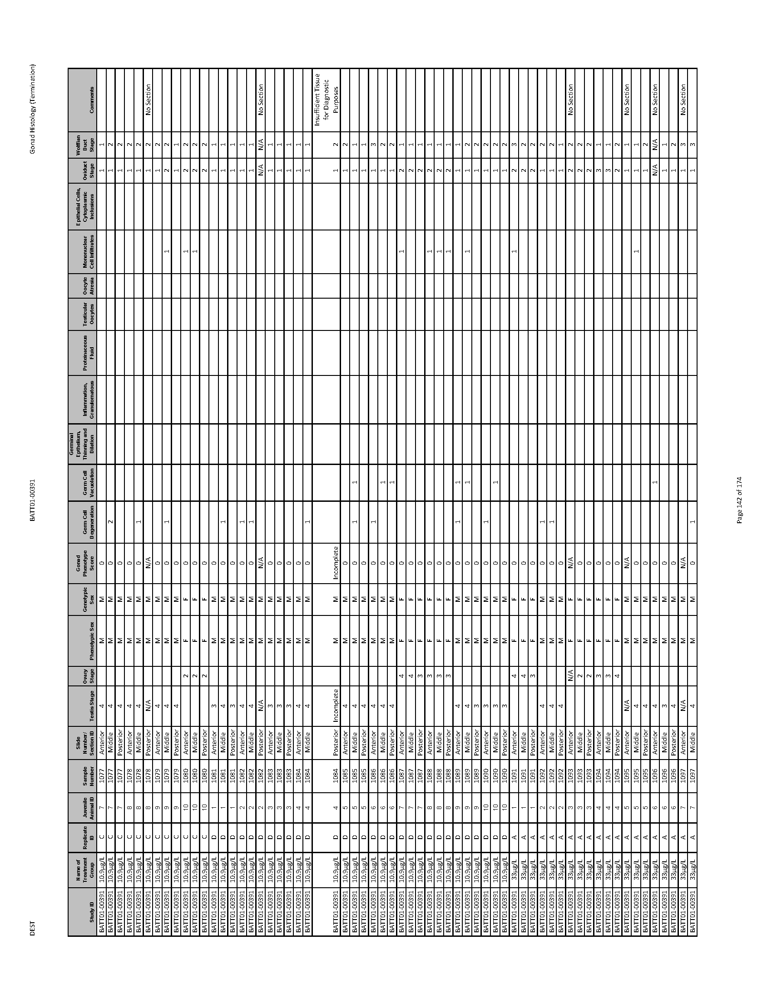 DEST BATT01-00391 Gonad Histology (Termination)
Study ID Name of Treatment Group Replicate ID Juvenile Animal ID Sample Number Slide Number/ Section ID Testis Stage Ovary Stage Phenotypic Sex Genotypic Sex Gonad Phenotype Score Germ Cell Degeneration Germ Cell Vacuolation Germinal Epthelium, Thinning and Dilation Inflammation, Granulomatous Proteinaceous Fluid Testicular Oocytes Oocyte Atresia Mononuclear Cell Infiltrates Epithelial Cells, Cytoplasmic Inclusions Oviduct Stage Wolffian Duct Stage Comments
BATT01-00391 10.9µg/L C 7 1077 Anterior 4 M M 0 1 1
BATT01-00391 10.9µg/L C 7 1077 Middle 4 M M 0 2 1 2
BATT01-00391 10.9µg/L C 7 1077 Posterior 4 M M 0 1 2
BATT01-00391 10.9µg/L C 8 1078 Anterior 4 M M 0 1 2
BATT01-00391 10.9µg/L C 8 1078 Middle 4 M M 0 1 1 2
BATT01-00391 10.9µg/L C 8 1078 Posterior N/A M M N/A 1 2 No Section
BATT01-00391 10.9µg/L C 9 1079 Anterior 4 M M 0 1 2
BATT01-00391 10.9µg/L C 9 1079 Middle 4 M M 0 1 1 2 2
BATT01-00391 10.9µg/L C 9 1079 Posterior 4 M M 0 1 1
BATT01-00391 10.9µg/L C 10 1080 Anterior 2 F F 0 1 2 2
BATT01-00391 10.9µg/L C 10 1080 Middle 2 F F 0 1 2 2
BATT01-00391 10.9µg/L C 10 1080 Posterior 2 F F 0 2 2
BATT01-00391 10.9µg/L D 1 1081 Anterior 3 M M 0 1 1
BATT01-00391 10.9µg/L D 1 1081 Middle 4 M M 0 1 1 1
BATT01-00391 10.9µg/L D 1 1081 Posterior 3 M M 0 1 1
BATT01-00391 10.9µg/L D 2 1082 Anterior 4 M M 0 1 1 1
BATT01-00391 10.9µg/L D 2 1082 Middle 4 M M 0 1 1 1
BATT01-00391 10.9µg/L D 2 1082 Posterior N/A M M N/A N/A N/A No Section
BATT01-00391 10.9µg/L D 3 1083 Anterior 3 M M 0 1 1
BATT01-00391 10.9µg/L D 3 1083 Middle 3 M M 0 1 1
BATT01-00391 10.9µg/L D 3 1083 Posterior 3 M M 0 1 1
BATT01-00391 10.9µg/L D 4 1084 Anterior 4 M M 0 1 1
BATT01-00391 10.9µg/L D 4 1084 Middle 4 M M 0 1 1 1
BATT01-00391 10.9µg/L D 4 1084 Posterior Incomplete M M Incomplete 1 2 Insufficient Tissue for Diagnostic Purposes
BATT01-00391 10.9µg/L D 5 1085 Anterior 4 M M 0 1 2
BATT01-00391 10.9µg/L D 5 1085 Middle 4 M M 0 1 1 1 1
BATT01-00391 10.9µg/L D 5 1085 Posterior 4 M M 0 1 1
BATT01-00391 10.9µg/L D 6 1086 Anterior 4 M M 0 1 1 3
BATT01-00391 10.9µg/L D 6 1086 Middle 4 M M 0 1 1 2
BATT01-00391 10.9µg/L D 6 1086 Posterior 4 M M 0 1 1 2
BATT01-00391 10.9µg/L D 7 1087 Anterior 4 F F 0 1 2 1
BATT01-00391 10.9µg/L D 7 1087 Middle 4 F F 0 2 1
BATT01-00391 10.9µg/L D 7 1087 Posterior 3 F F 0 2 1
BATT01-00391 10.9µg/L D 8 1088 Anterior 3 F F 0 1 2 1
BATT01-00391 10.9µg/L D 8 1088 Middle 3 F F 0 1 2 1
BATT01-00391 10.9µg/L D 8 1088 Posterior 3 F F 0 1 2 1
BATT01-00391 10.9µg/L D 9 1089 Anterior 4 M M 0 1 1 1 1
BATT01-00391 10.9µg/L D 9 1089 Middle 4 M M 0 1 1 1 2
BATT01-00391 10.9µg/L D 9 1089 Posterior 3 M M 0 1 2
BATT01-00391 10.9µg/L D 10 1090 Anterior 3 M M 0 1 1 2
BATT01-00391 10.9µg/L D 10 1090 Middle 3 M M 0 1 1 2
BATT01-00391 10.9µg/L D 10 1090 Posterior 3 M M 0 1 2
BATT01-00391 33µg/L A 1 1091 Anterior 4 F F 0 1 2 3
BATT01-00391 33µg/L A 1 1091 Middle 4 F F 0 2 2
BATT01-00391 33µg/L A 1 1091 Posterior 3 F F 0 2 2
BATT01-00391 33µg/L A 2 1092 Anterior 4 M M 0 1 1 2
BATT01-00391 33µg/L A 2 1092 Middle 4 M M 0 1 1 2
BATT01-00391 33µg/L A 2 1092 Posterior 4 M M 0 1 1
BATT01-00391 33µg/L A 3 1093 Anterior N/A F F N/A 2 2 No Section
BATT01-00391 33µg/L A 3 1093 Middle 2 F F 0 2 2
BATT01-00391 33µg/L A 3 1093 Posterior 2 F F 0 2 2
BATT01-00391 33µg/L A 4 1094 Anterior 3 F F 0 3 1
BATT01-00391 33µg/L A 4 1094 Middle 3 F F 0 3 1
BATT01-00391 33µg/L A 4 1094 Posterior 4 F F 0 2 2
BATT01-00391 33µg/L A 5 1095 Anterior N/A M M N/A 1 1 No Section
BATT01-00391 33µg/L A 5 1095 Middle 4 M M 0 1 1 1
BATT01-00391 33µg/L A 5 1095 Posterior 4 M M 0 1 2
BATT01-00391 33µg/L A 6 1096 Anterior 4 M M 0 1 N/A N/A No Section
BATT01-00391 33µg/L A 6 1096 Middle 3 M M 0 1 1
BATT01-00391 33µg/L A 6 1096 Posterior 4 M M 0 1 2
BATT01-00391 33µg/L A 7 1097 Anterior N/A M M N/A 1 3 No Section
BATT01-00391 33µg/L A 7 1097 Middle 4 M M 0 1 1 3
Page 142 of 174